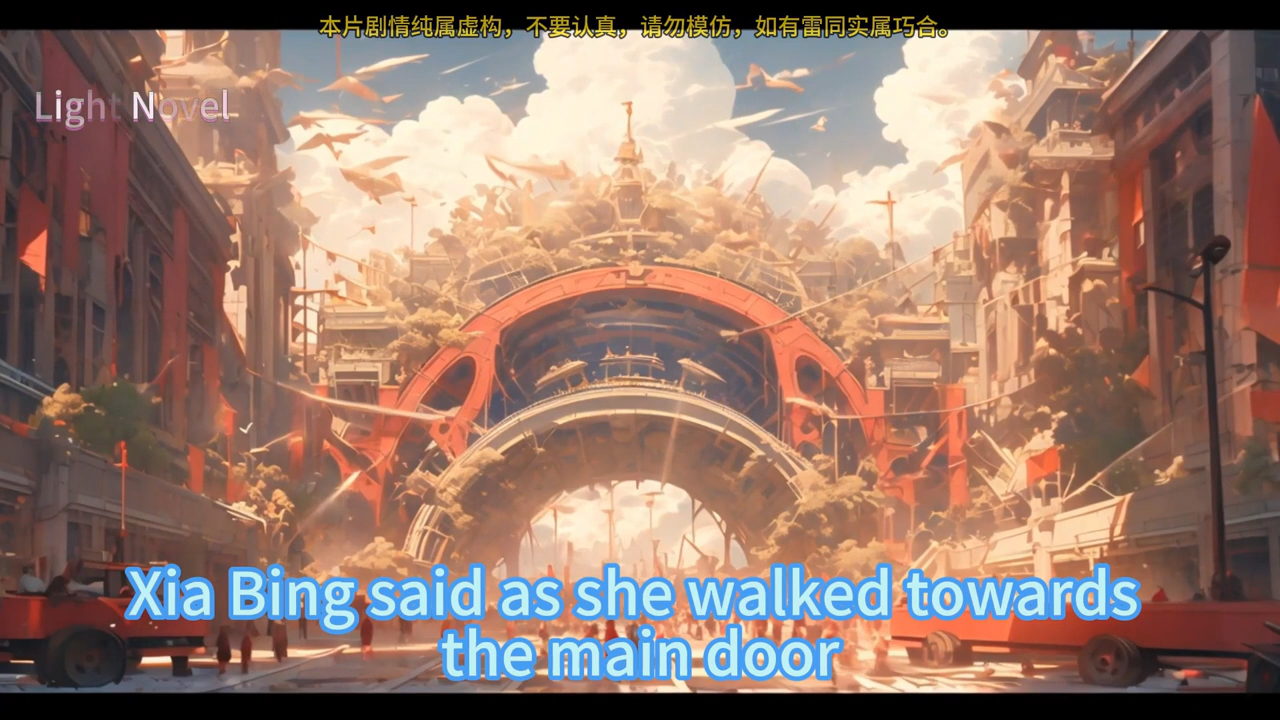 本片剧情纯属虚构，不要认真，请勿模仿，如有雷同实属巧合。
Light Novel
Xia Bing said as she walked towards
the main door